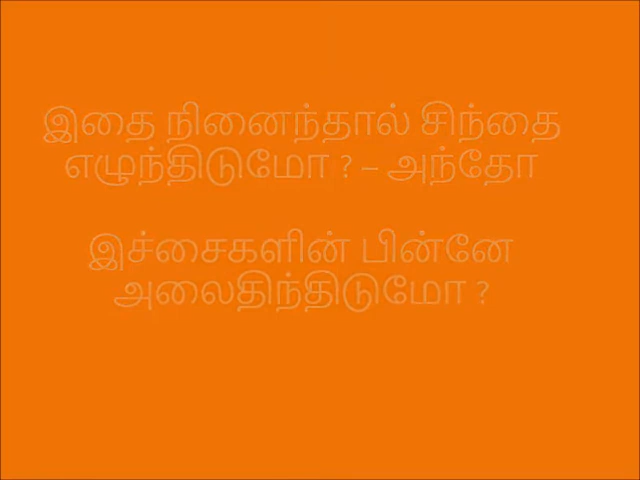 இதை நினைந்தால் சிந்தை
எழுந்திடுமோ ? – அந்தோ
இச்சைகளின் பின்னே
அலைதிந்திடுமோ ?